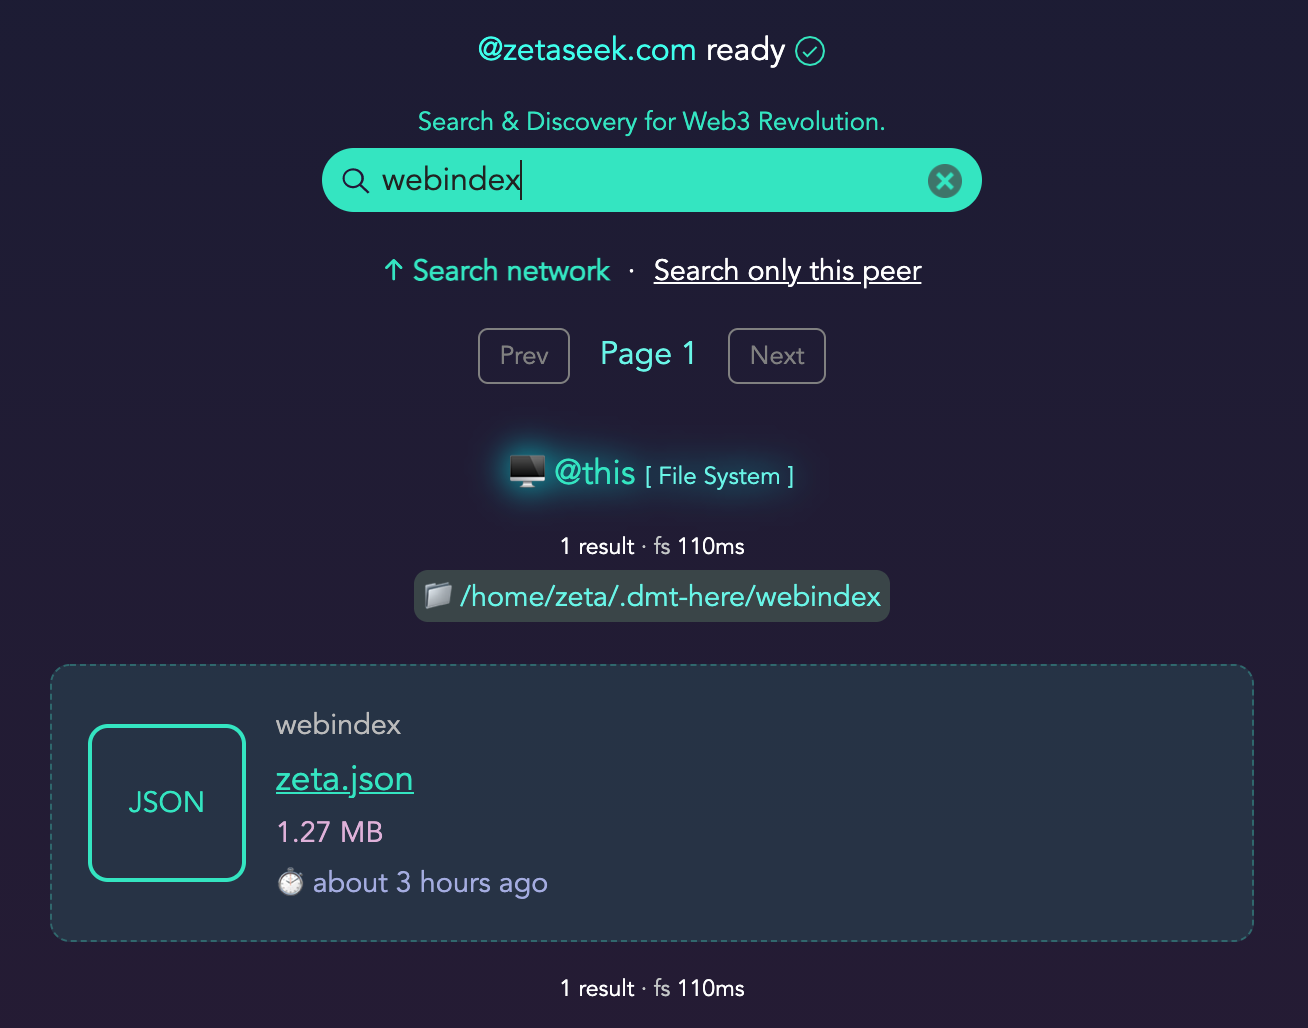 @zetaseek.com ready
Search & Discovery for Web3 Revolution.
webindex
↑ Search network · Search only this peer
Prev Page 1 Next
@this [ File System ]
1 result · fs 110ms
/home/zeta/.dmt-here/webindex
webindex
JSON
zeta.json
1.27 MB
about 3 hours ago
1 result · fs 110ms